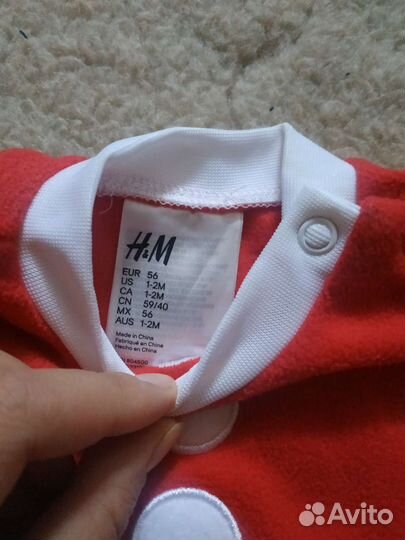 H&M
EUR 56
US 1-2M
CA 1-2M
CN 59/40
MX 56
AUS 1-2M
Made in China
Fabriqué en Chine
Hecho en China
Avito